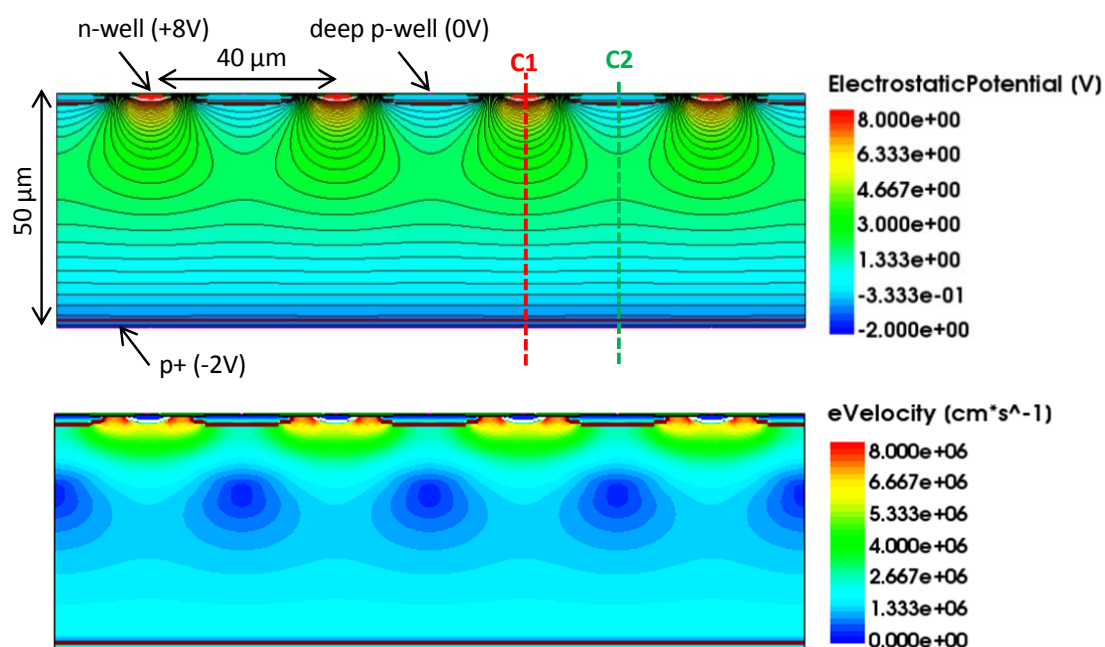 n-well (+8V)
deep p-well (0V)
40 µm
C1
C2
50 µm
p+ (-2V)
ElectrostaticPotential (V)
8.000e+00
6.333e+00
4.667e+00
3.000e+00
1.333e+00
-3.333e-01
-2.000e+00
eVelocity (cm*s^-1)
8.000e+06
6.667e+06
5.333e+06
4.000e+06
2.667e+06
1.333e+06
0.000e+00